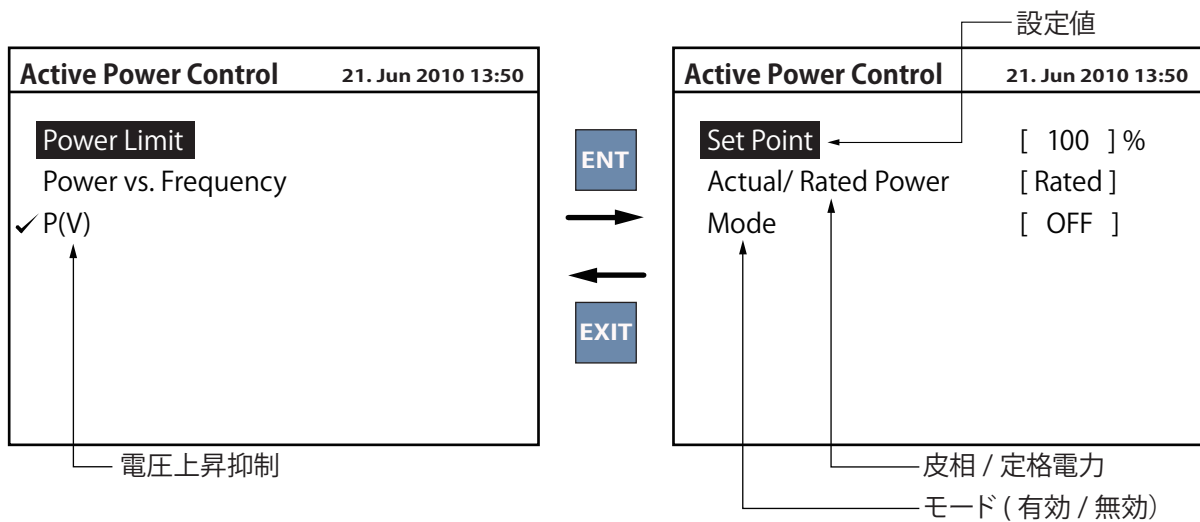 設定値
Active Power Control 21. Jun 2010 13:50
Power Limit
Power vs. Frequency
✓ P(V)
電圧上昇抑制
ENT
EXIT
Active Power Control 21. Jun 2010 13:50
Set Point [ 100 ] %
Actual/ Rated Power [ Rated ]
Mode [ OFF ]
皮相 / 定格電力
モード ( 有効 / 無効)